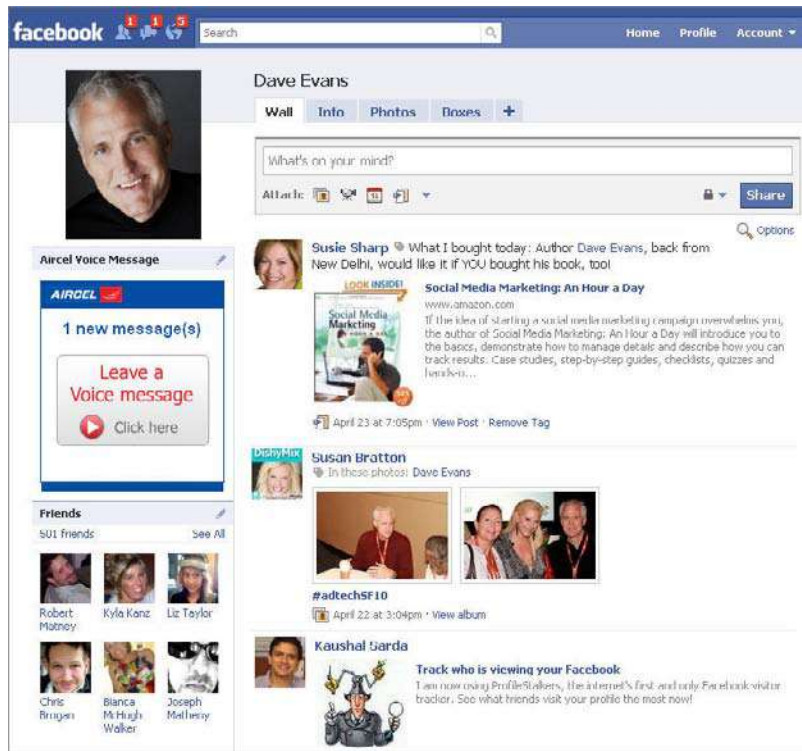 facebook
1
1
5
Search
Home Profile Account
Dave Evans
Wall Info Photos Boxes +
What's on your mind?
Attach:
Share
Options
Aircel Voice Message
AIRCEL
1 new message(s)
Leave a
Voice message
Click here
Friends
501 friends See All
Robert
Matney
Kyla Kanz
Liz Taylor
Chris
Brogan
Bianca
McHugh
Walker
Joseph
Matheny
Susie Sharp What I bought today: Author Dave Evans, back from
New Delhi, would like it if YOU bought his book, too!
LOOK INSIDE!
Social Media
Marketing
Social Media Marketing: An Hour a Day
www.amazon.com
If the idea of starting a social media marketing campaign overwhelms you,
the author of Social Media Marketing: An Hour a Day will introduce you to
the basics, demonstrate how to manage details and describe how you can
track results. Case studies, step-by-step guides, checklists, quizzes and
hands-o...
April 23 at 7:05pm · View Post · Remove Tag
DishyMix
Susan Bratton
In these photos: Dave Evans
#adtechSF10
April 22 at 3:04pm · View album
Kaushal Sarda
Track who is viewing your Facebook
I am now using ProfileStalkers, the internet's first and only Facebook visitor
tracker. See what friends visit your profile the most now!